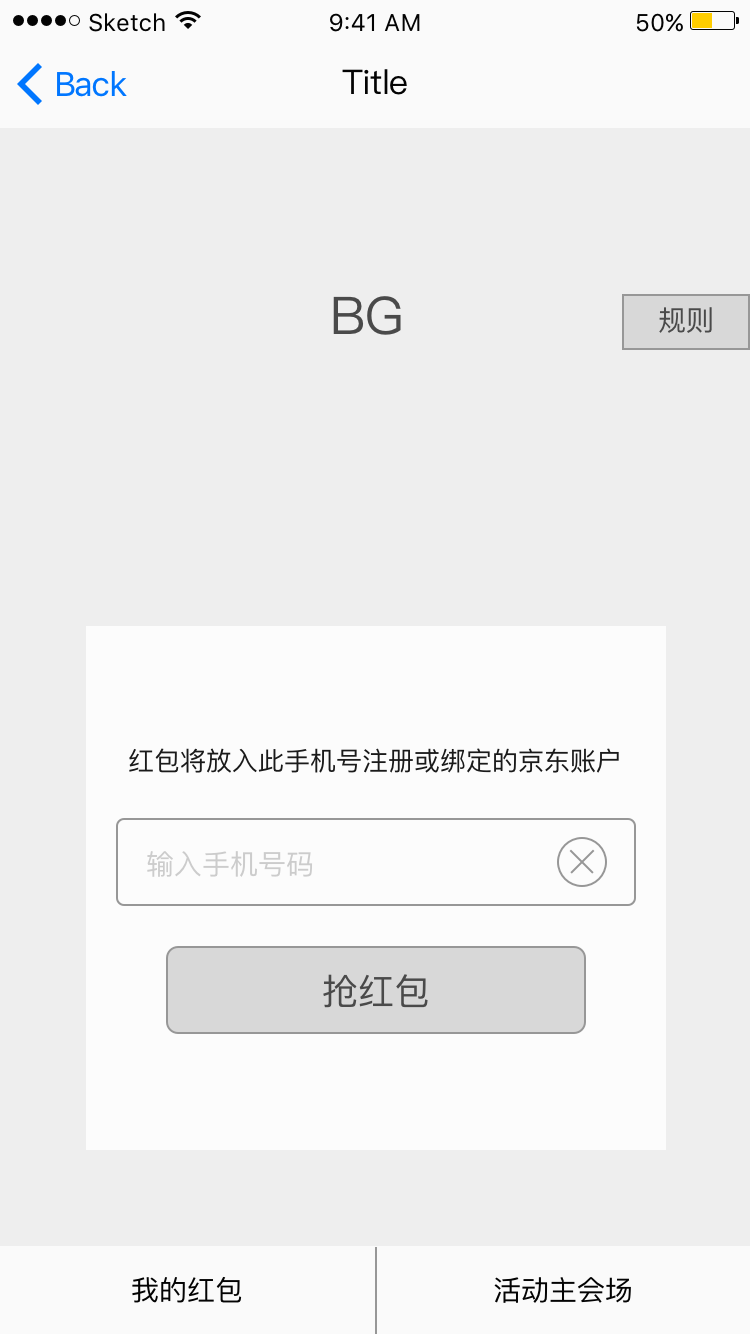 Sketch 9:41 AM 50%
Back Title
BG
规则
红包将放入此手机号注册或绑定的京东账户
输入手机号码
抢红包
我的红包 活动主会场